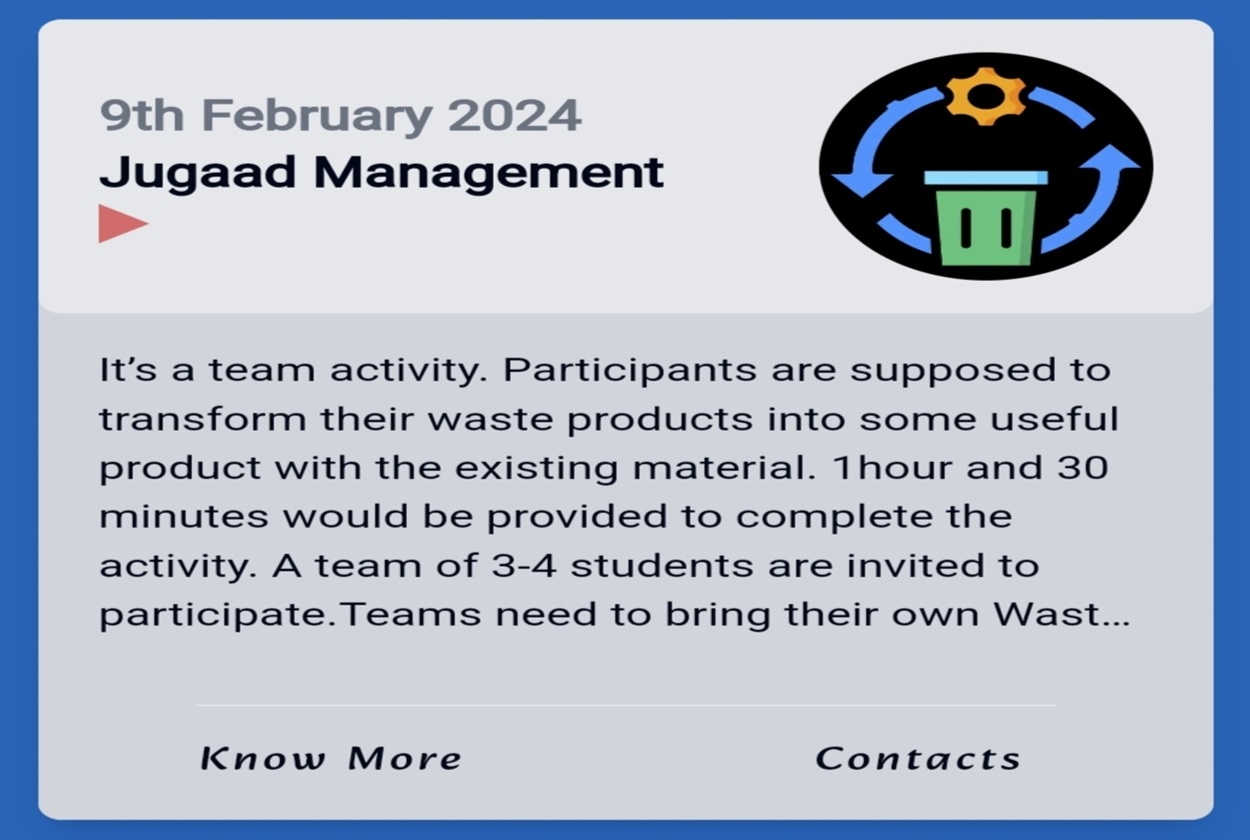 9th February 2024
Jugaad Management
It’s a team activity. Participants are supposed to
transform their waste products into some useful
product with the existing material. 1hour and 30
minutes would be provided to complete the
activity. A team of 3-4 students are invited to
participate.Teams need to bring their own Wast...
Know More
Contacts